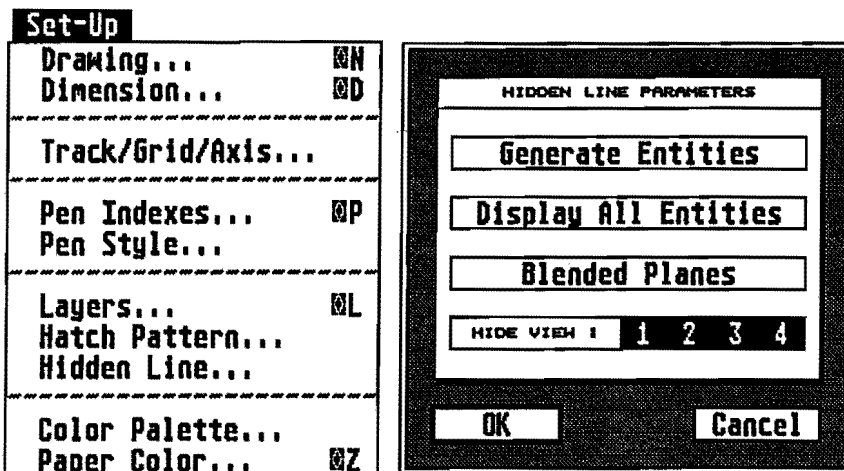 Set-Up
Drawing... ◊N
Dimension... ◊D
Track/Grid/Axis...
Pen Indexes... ◊P
Pen Style...
Layers... ◊L
Hatch Pattern...
Hidden Line...
Color Palette...
Paper Color... ◊Z
HIDDEN LINE PARAMETERS
Generate Entities
Display All Entities
Blended Planes
HIDE VIEW : 1 2 3 4
OK Cancel